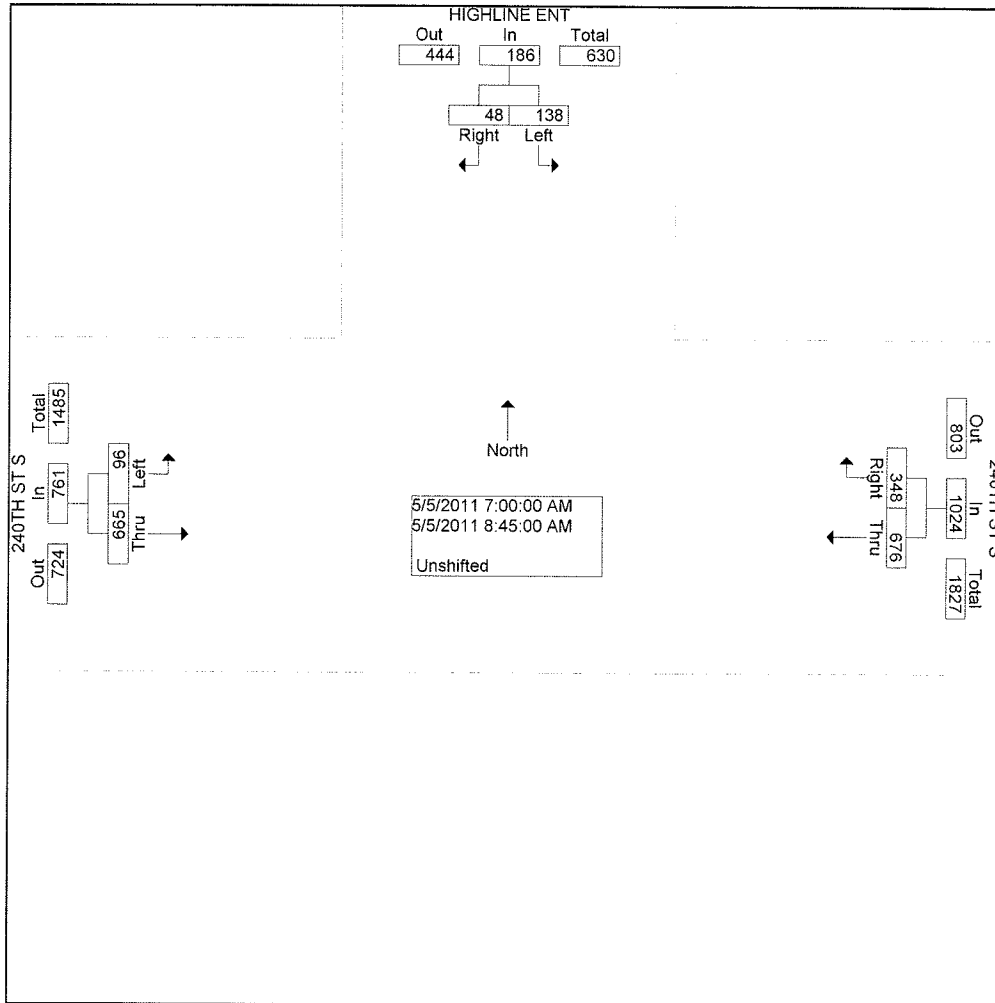 HIGHLINE ENT
Out In Total
444 186 630
48 138
Right Left
240TH ST S
Total In Out
1485 761 724
96 665
Left Thru
North
5/5/2011 7:00:00 AM
5/5/2011 8:45:00 AM
Unshifted
Right Thru
348 676
Out In Total
803 1024 1827
240TH ST S